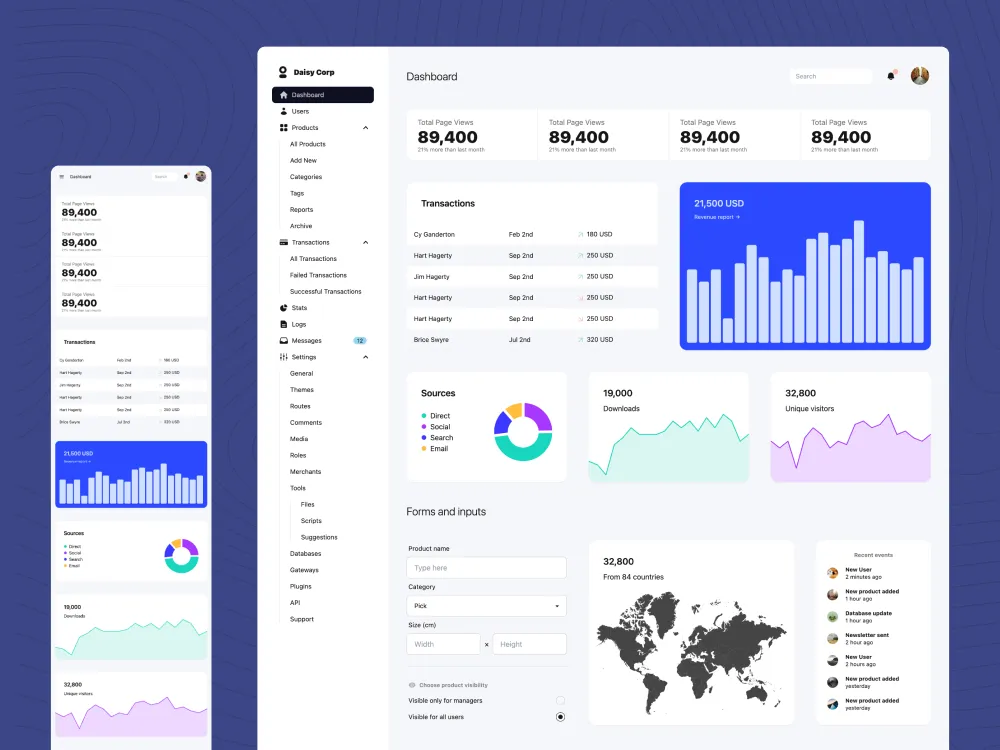 Dashboard
Search
Total Page Views
89,400
21% more than last month
Total Page Views
89,400
21% more than last month
Total Page Views
89,400
21% more than last month
Total Page Views
89,400
21% more than last month
Transactions
Cy Ganderton Feb 2nd 180 USD
Hart Hagerty Sep 2nd 250 USD
Jim Hagerty Sep 2nd 250 USD
Hart Hagerty Sep 2nd 250 USD
Hart Hagerty Sep 2nd 250 USD
Brice Swyre Jul 2nd 320 USD
21,500 USD
Revenue report →
Sources
Direct
Social
Search
Email
19,000
Downloads
32,800
Unique visitors
Daisy Corp
Dashboard
Users
Products
All Products
Add New
Categories
Tags
Reports
Archive
Transactions
All Transactions
Failed Transactions
Successful Transactions
Stats
Logs
Messages 12
Settings
General
Themes
Routes
Comments
Media
Roles
Merchants
Tools
Files
Scripts
Suggestions
Databases
Gateways
Plugins
API
Support
Dashboard
Search
Total Page Views
89,400
21% more than last month
Total Page Views
89,400
21% more than last month
Total Page Views
89,400
21% more than last month
Total Page Views
89,400
21% more than last month
Transactions
Cy Ganderton Feb 2nd 180 USD
Hart Hagerty Sep 2nd 250 USD
Jim Hagerty Sep 2nd 250 USD
Hart Hagerty Sep 2nd 250 USD
Hart Hagerty Sep 2nd 250 USD
Brice Swyre Jul 2nd 320 USD
21,500 USD
Revenue report →
Sources
Direct
Social
Search
Email
19,000
Downloads
32,800
Unique visitors
Forms and inputs
Product name
Type here
Category
Pick
Size (cm)
Width × Height
Choose product visibility
Visible only for managers
Visible for all users
32,800
From 84 countries
Recent events
New User
2 minutes ago
New product added
1 hour ago
Database update
1 hour ago
Newsletter sent
2 hour ago
New User
2 hours ago
New product added
yesterday
New product added
yesterday